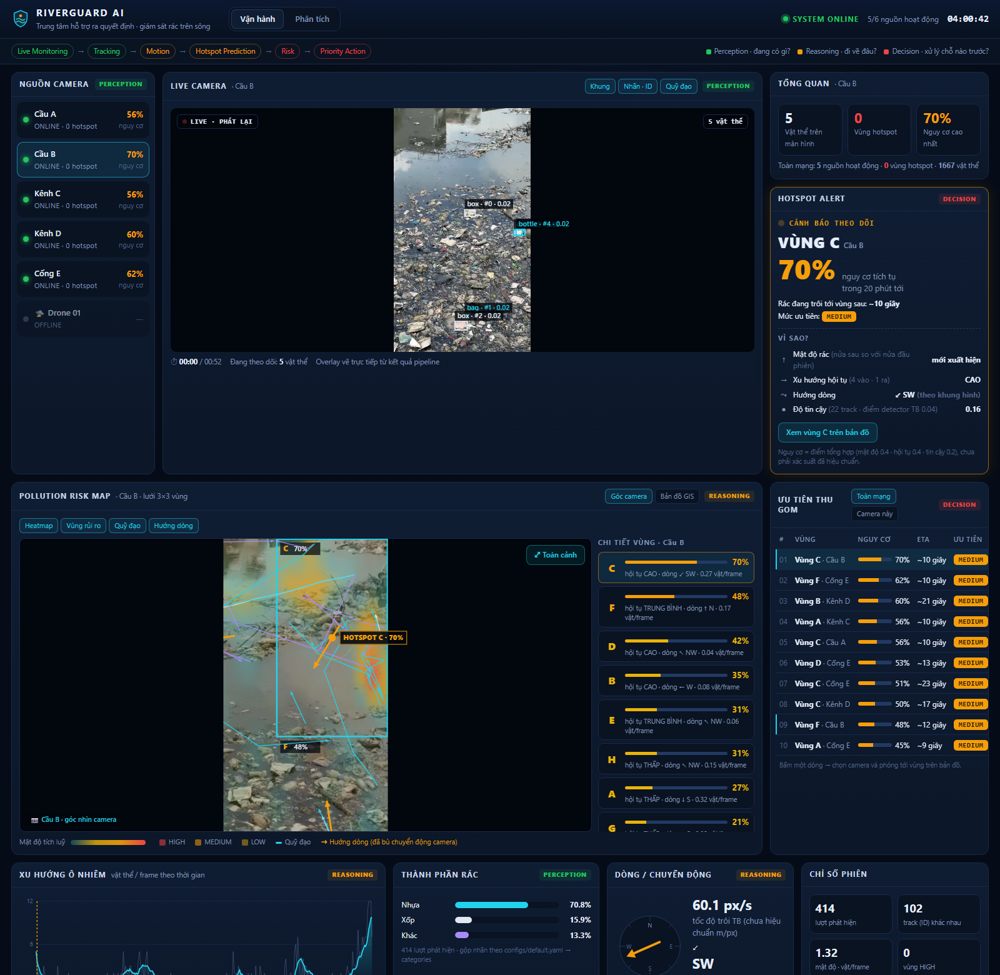 RIVERGUARD AI
Trung tâm hỗ trợ ra quyết định · giám sát rác trên sông
Vận hành
Phân tích
SYSTEM ONLINE
5/6 nguồn hoạt động
04:00:42
Live Monitoring → Tracking → Motion → Hotspot Prediction → Risk → Priority Action
Perception · đang có gì?
Reasoning · đi về đâu?
Decision · xử lý chỗ nào trước?
NGUỒN CAMERA
PERCEPTION
Cầu A
56%
ONLINE · 0 hotspot
nguy cơ
Cầu B
70%
ONLINE · 0 hotspot
nguy cơ
Kênh C
56%
ONLINE · 0 hotspot
nguy cơ
Kênh D
60%
ONLINE · 0 hotspot
nguy cơ
Cống E
62%
ONLINE · 0 hotspot
nguy cơ
Drone 01
—
OFFLINE
LIVE CAMERA · Cầu B
Khung
Nhãn · ID
Quỹ đạo
PERCEPTION
LIVE · PHÁT LẠI
5 vật thể
box · #0 · 0.02
bottle · #4 · 0.02
bag · #1 · 0.02
box · #2 · 0.02
00:00 / 00:52
Đang theo dõi: 5 vật thể
Overlay vẽ trực tiếp từ kết quả pipeline
TỔNG QUAN · Cầu B
5
Vật thể trên
màn hình
0
Vùng hotspot
70%
Nguy cơ cao
nhất
Toàn mạng: 5 nguồn hoạt động · 0 vùng hotspot · 1667 vật thể
HOTSPOT ALERT
DECISION
CẢNH BÁO THEO DÕI
VÙNG C Cầu B
70% nguy cơ tích tụ
trong 20 phút tới
Rác đang trôi tới vùng sau: ~10 giây
Mức ưu tiên: MEDIUM
VÌ SAO?
↑ Mật độ rác (nửa sau so với nửa đầu
phiên)
mới xuất hiện
→ Xu hướng hội tụ (4 vào · 1 ra)
CAO
Hướng dòng
↙ SW (theo khung hình)
Độ tin cậy (22 track · điểm detector TB 0.04)
0.16
Xem vùng C trên bản đồ
Nguy cơ = điểm tổng hợp (mật độ 0.4 · hội tụ 0.4 · tin cậy 0.2), chưa
phải xác suất đã hiệu chuẩn.
POLLUTION RISK MAP · Cầu B · lưới 3×3 vùng
Góc camera
Bản đồ GIS
REASONING
Heatmap
Vùng rủi ro
Quỹ đạo
Hướng dòng
C 70%
Toàn cảnh
HOTSPOT C · 70%
F 48%
Cầu B · góc nhìn camera
Mật độ tích luỹ
HIGH
MEDIUM
LOW
Quỹ đạo
→ Hướng dòng (đã bù chuyển động camera)
CHI TIẾT VÙNG · Cầu B
C
70%
hội tụ CAO · dòng ↙ SW · 0.27 vật/frame
F
48%
hội tụ TRUNG BÌNH · dòng ↑ N · 0.17
vật/frame
D
42%
hội tụ CAO · dòng ↖ NW · 0.04 vật/frame
B
35%
hội tụ CAO · dòng ← W · 0.08 vật/frame
E
31%
hội tụ TRUNG BÌNH · dòng ↖ NW · 0.06
vật/frame
H
31%
hội tụ THẤP · dòng ↖ NW · 0.15 vật/frame
A
27%
hội tụ THẤP · dòng ↓ S · 0.32 vật/frame
G
21%
ƯU TIÊN THU
GOM
Toàn mạng
Camera này
DECISION
# VÙNG NGUY CƠ ETA ƯU TIÊN
01 Vùng C · Cầu B 70% ~10 giây MEDIUM
02 Vùng F · Cống E 62% ~10 giây MEDIUM
03 Vùng B · Kênh D 60% ~21 giây MEDIUM
04 Vùng A · Kênh C 56% ~10 giây MEDIUM
05 Vùng C · Cầu A 56% ~10 giây MEDIUM
06 Vùng D · Cống E 53% ~13 giây MEDIUM
07 Vùng C · Cống E 51% ~23 giây MEDIUM
08 Vùng C · Kênh D 50% ~17 giây MEDIUM
09 Vùng F · Cầu B 48% ~12 giây MEDIUM
10 Vùng A · Cống E 45% ~9 giây MEDIUM
Bấm một dòng → chọn camera và phóng tới vùng trên bản đồ.
XU HƯỚNG Ô NHIỄM vật thể / frame theo thời gian
REASONING
12
6
THÀNH PHẦN RÁC
PERCEPTION
Nhựa 70.8%
Xốp 15.9%
Khác 13.3%
414 lượt phát hiện · gộp nhãn theo configs/default.yaml →
categories
DÒNG / CHUYỂN ĐỘNG
REASONING
N
W
E
S
60.1 px/s
tốc độ trôi TB (chưa hiệu
chuẩn m/px)
↙
SW
CHỈ SỐ PHIÊN
414
lượt phát hiện
102
track (ID) khác nhau
1.32
mật độ · vật/frame
0
vùng HIGH